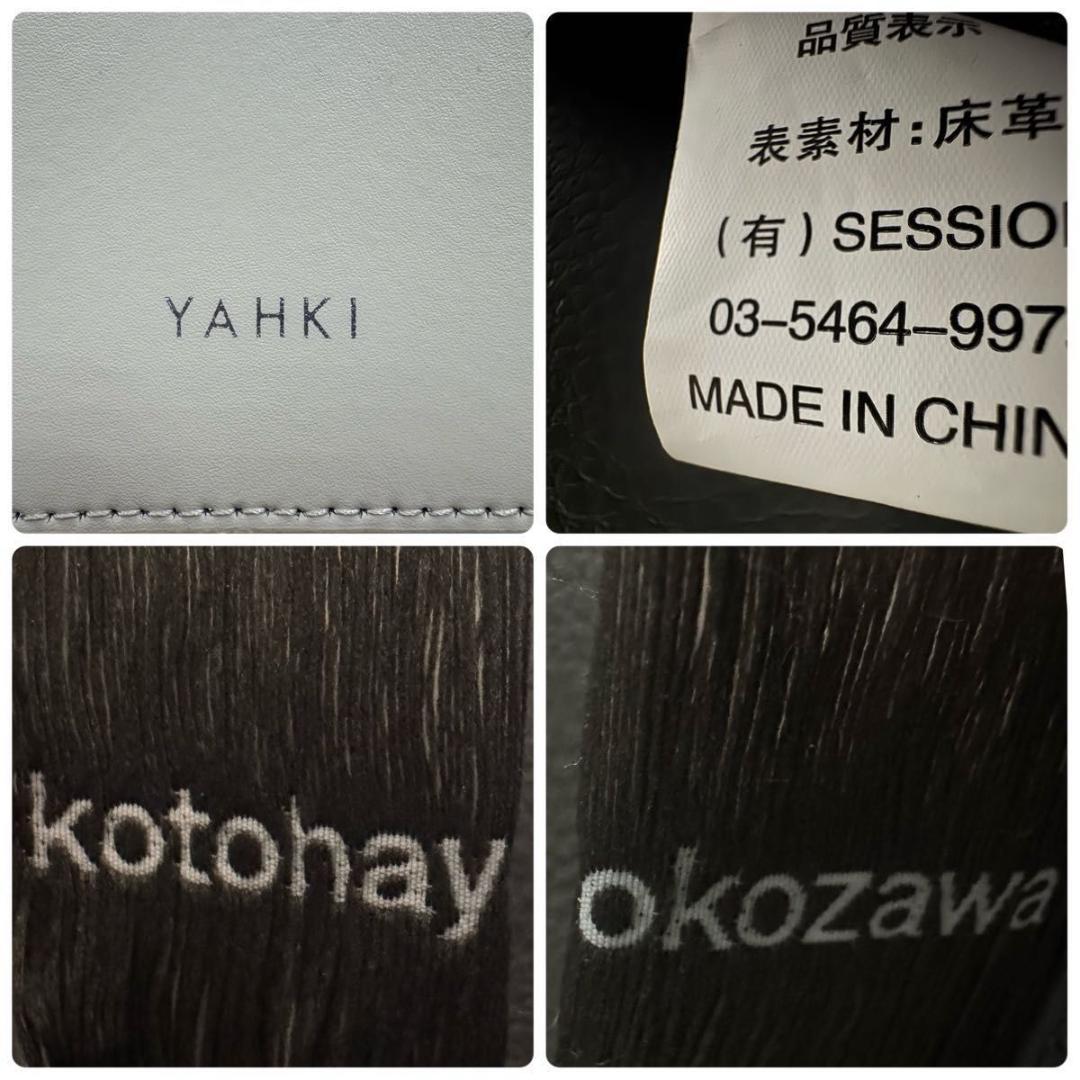 YAHKI
品質表示
表素材:床革
(有)SESSIO
03-5464-997
MADE IN CHIN
kotohay
okozawa